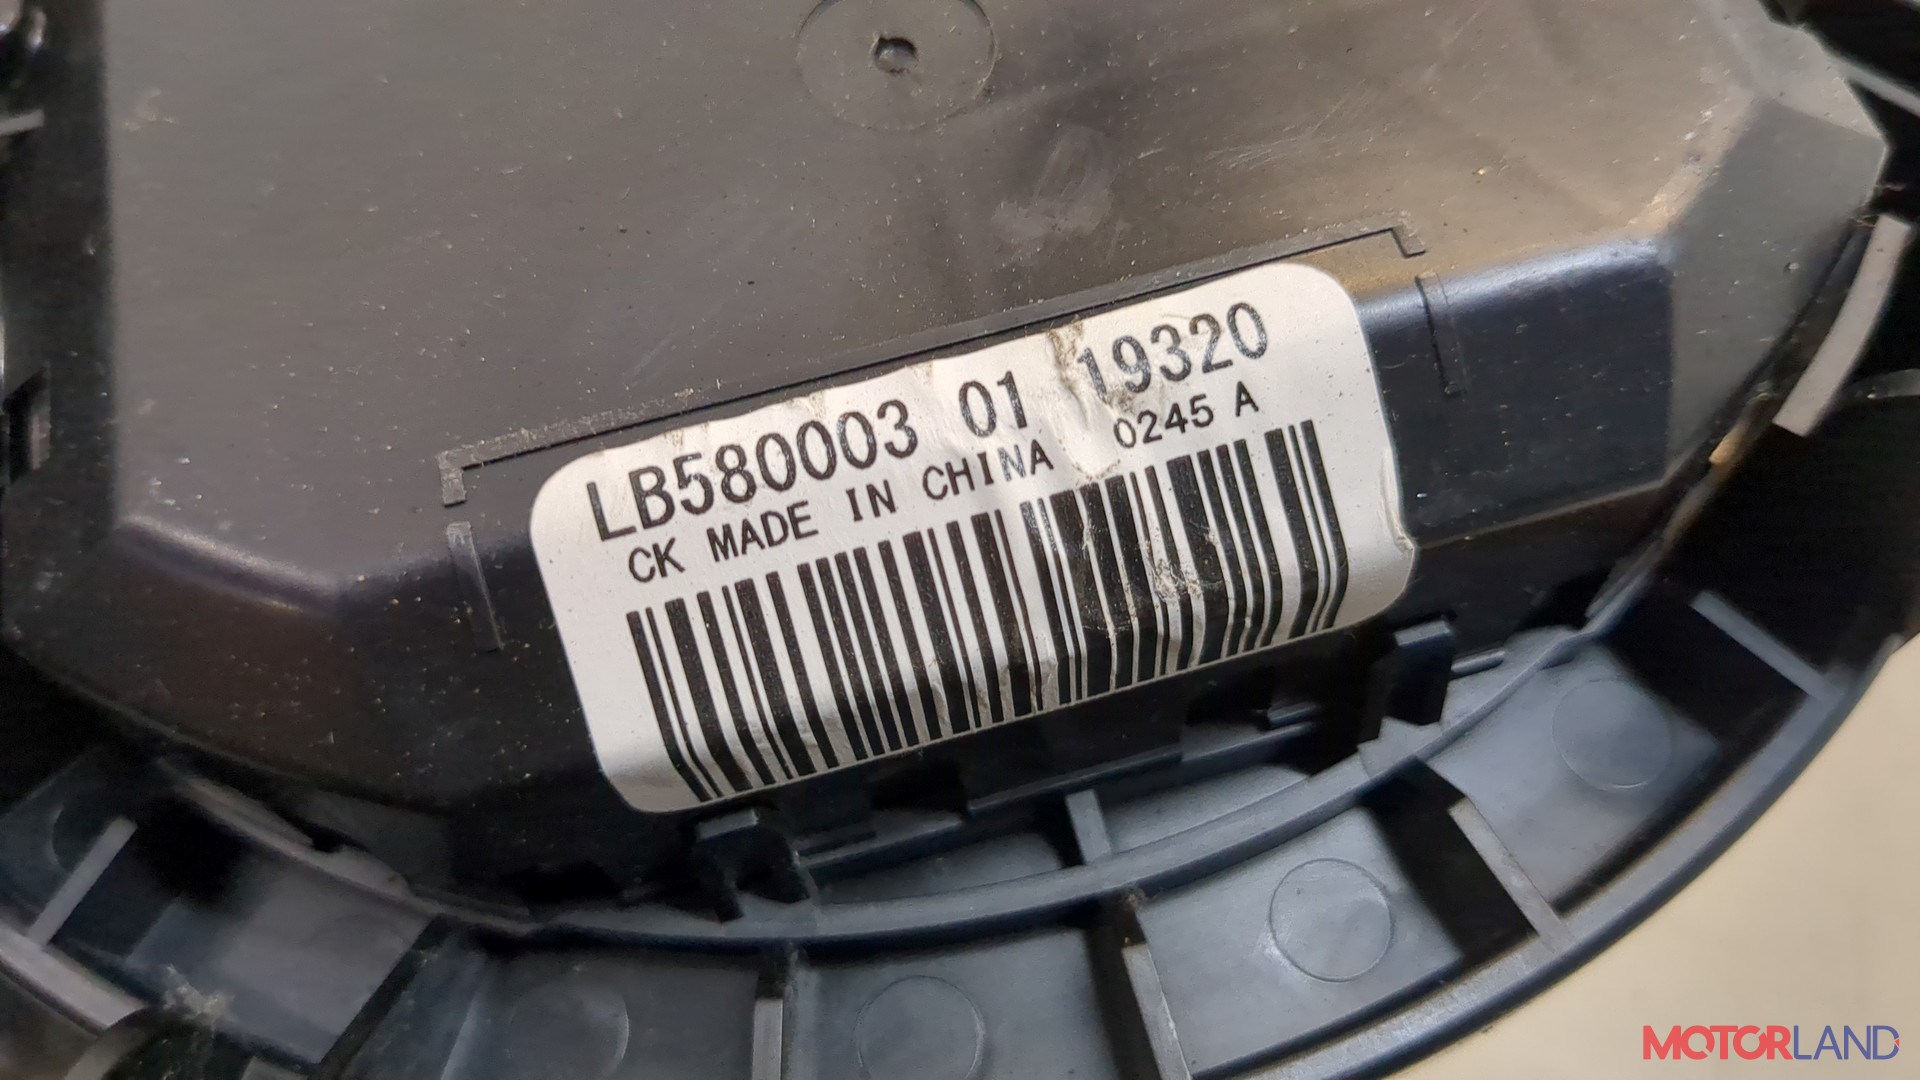 LB580003 01 19320
CK MADE IN CHINA 0245 A
MOTORLAND